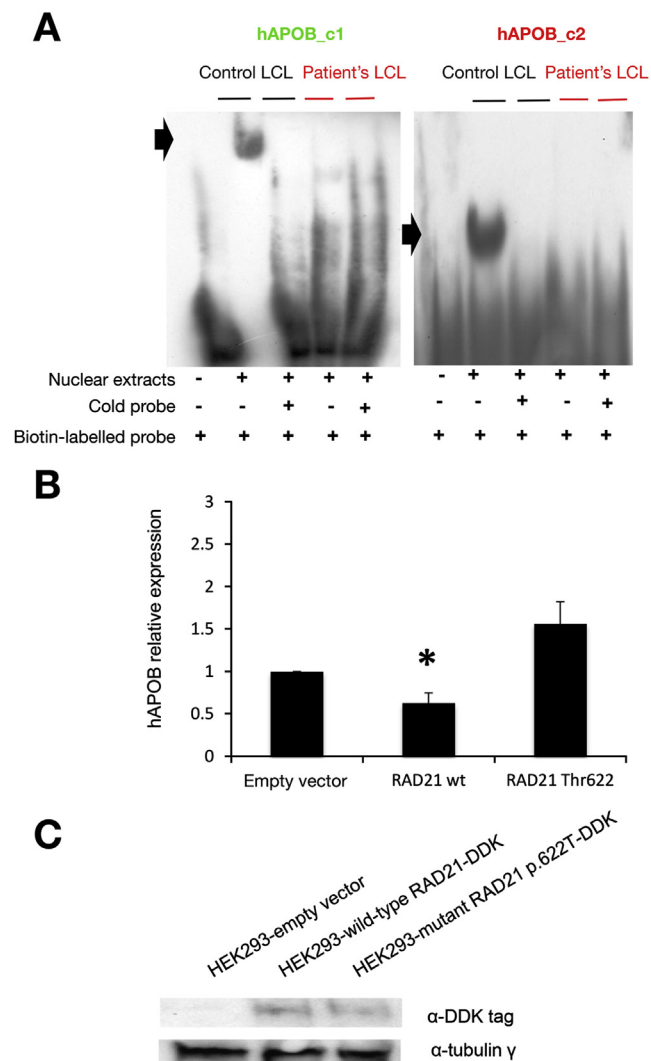 A
hAPOB_c1 hAPOB_c2
Control LCL Patient's LCL Control LCL Patient's LCL
Nuclear extracts - + + + + - + + + +
Cold probe - - + - + - - + - +
Biotin-labelled probe + + + + + + + + + +
B
hAPOB relative expression
3
2.5
2
1.5
1
0.5
0
*
Empty vector RAD21 wt RAD21 Thr622
C
HEK293-empty vector
HEK293-wild-type RAD21-DDK
HEK293-mutant RAD21 p.622T-DDK
α-DDK tag
α-tubulin γ